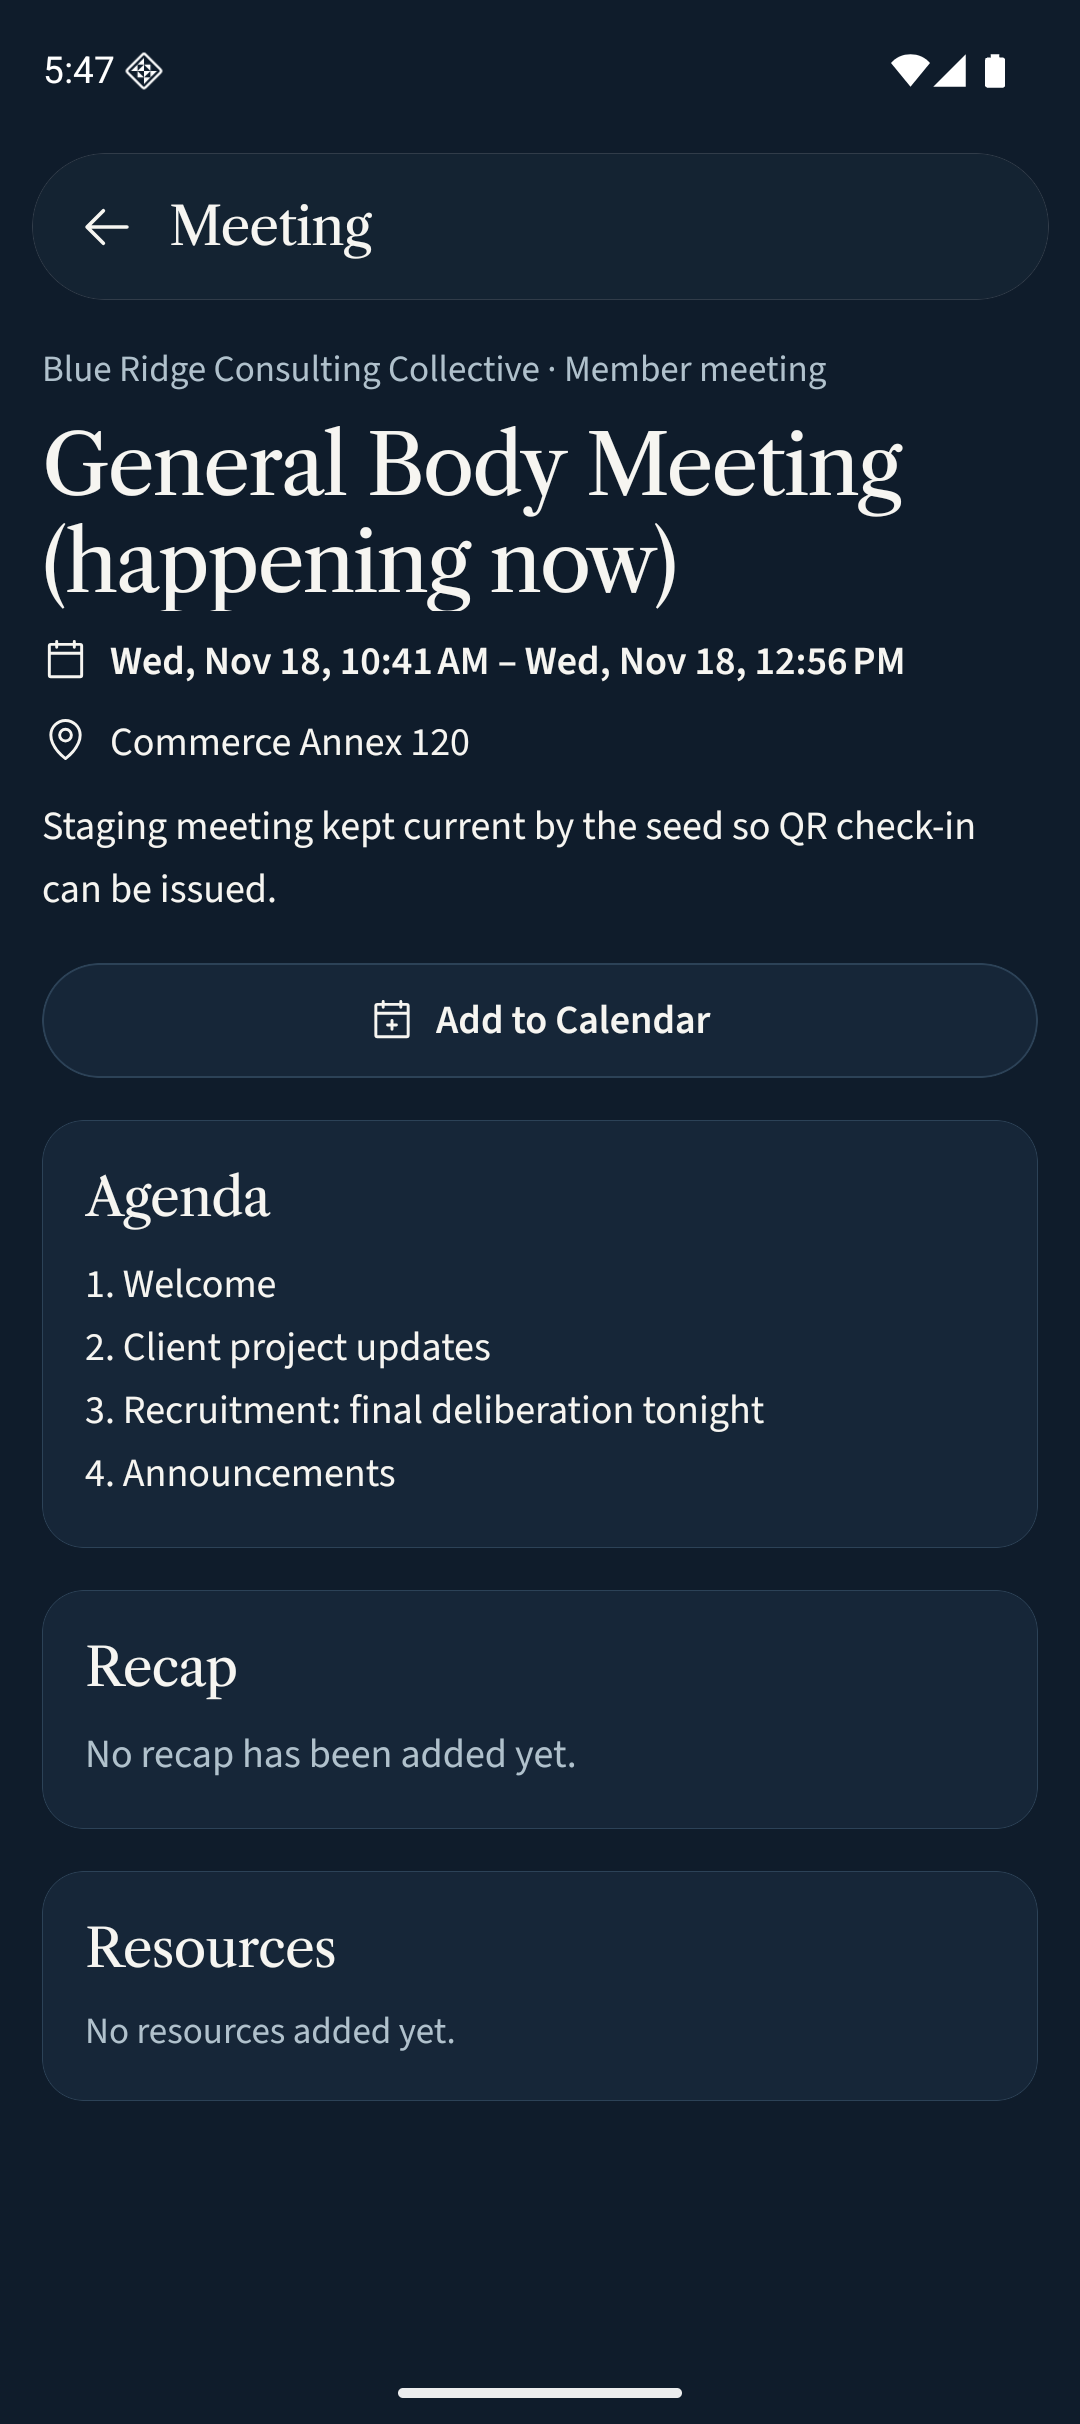 5:47
Meeting
Blue Ridge Consulting Collective · Member meeting
General Body Meeting
(happening now)
Wed, Nov 18, 10:41 AM – Wed, Nov 18, 12:56 PM
Commerce Annex 120
Staging meeting kept current by the seed so QR check-in
can be issued.
Add to Calendar
Agenda
1. Welcome
2. Client project updates
3. Recruitment: final deliberation tonight
4. Announcements
Recap
No recap has been added yet.
Resources
No resources added yet.